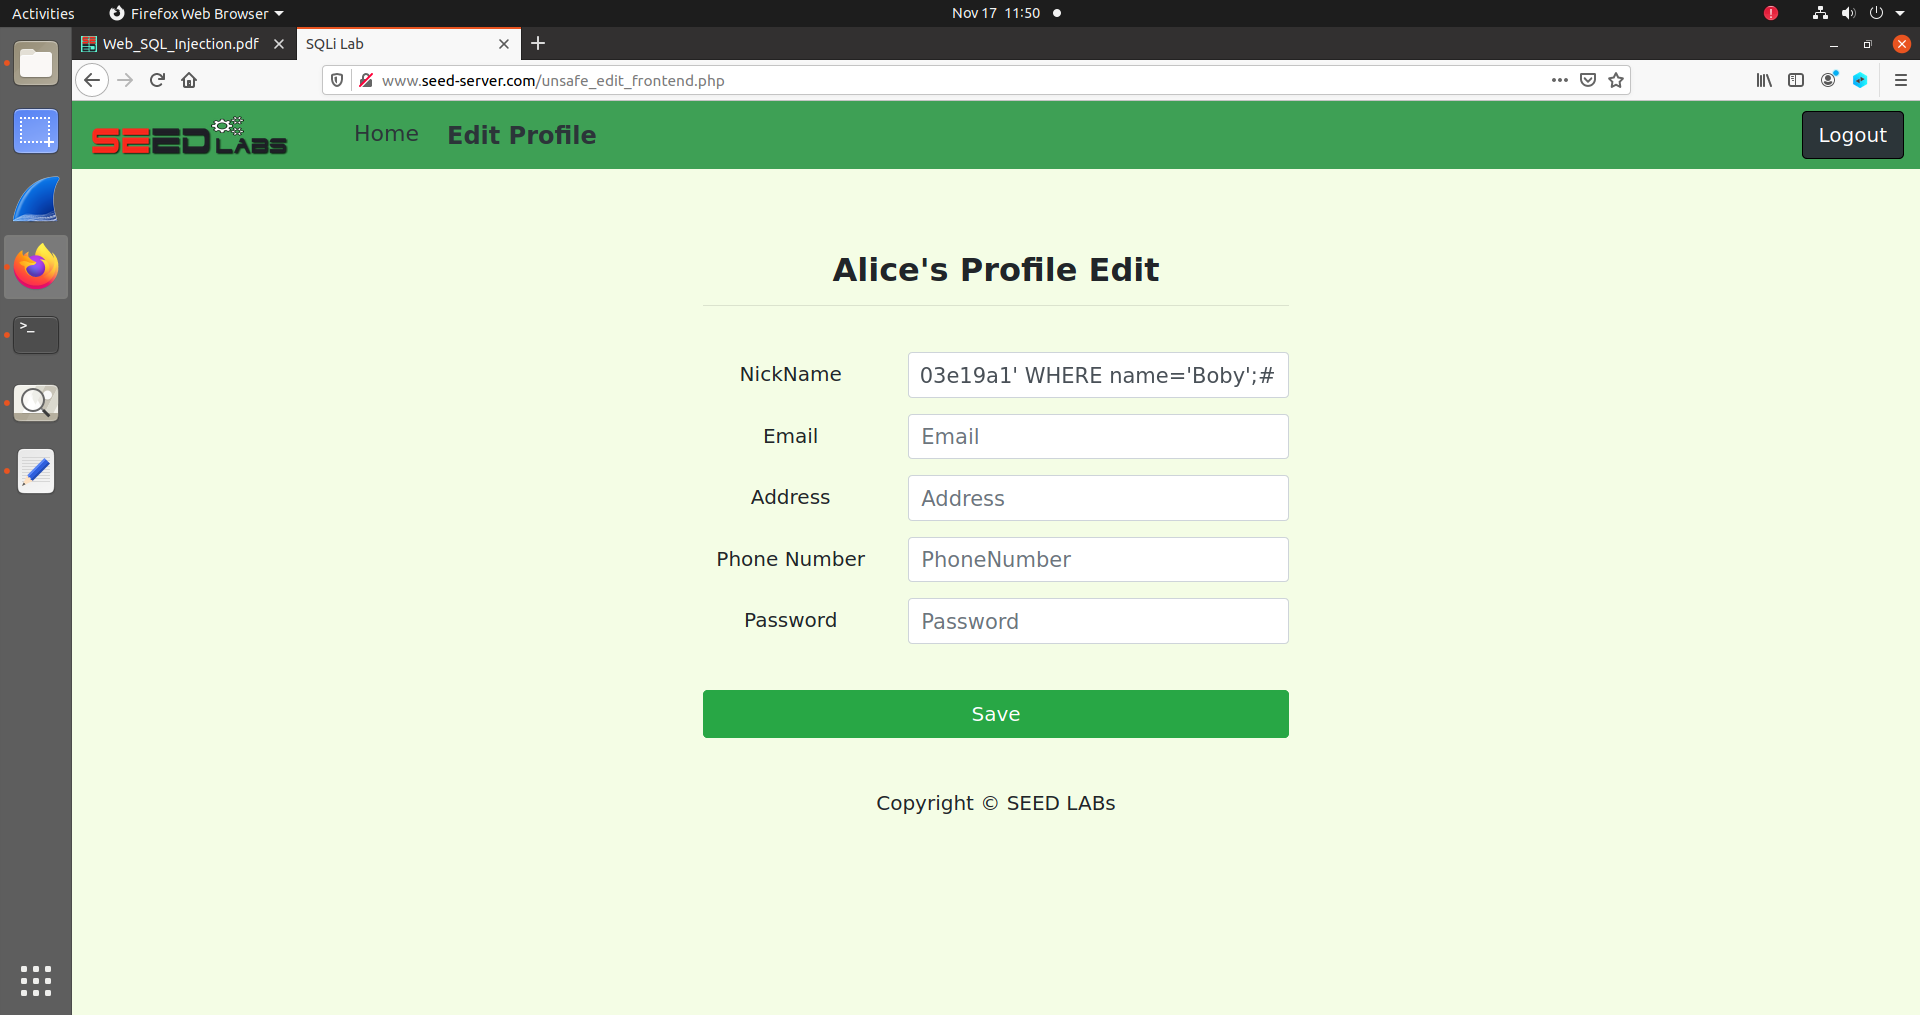 Activities Firefox Web Browser Nov 17 11:50
Web_SQL_Injection.pdf SQLi Lab
www.seed-server.com/unsafe_edit_frontend.php
SEED LABS Home Edit Profile Logout
Alice's Profile Edit
NickName 03e19a1' WHERE name='Boby';#
Email Email
Address Address
Phone Number PhoneNumber
Password Password
Save
Copyright © SEED LABs